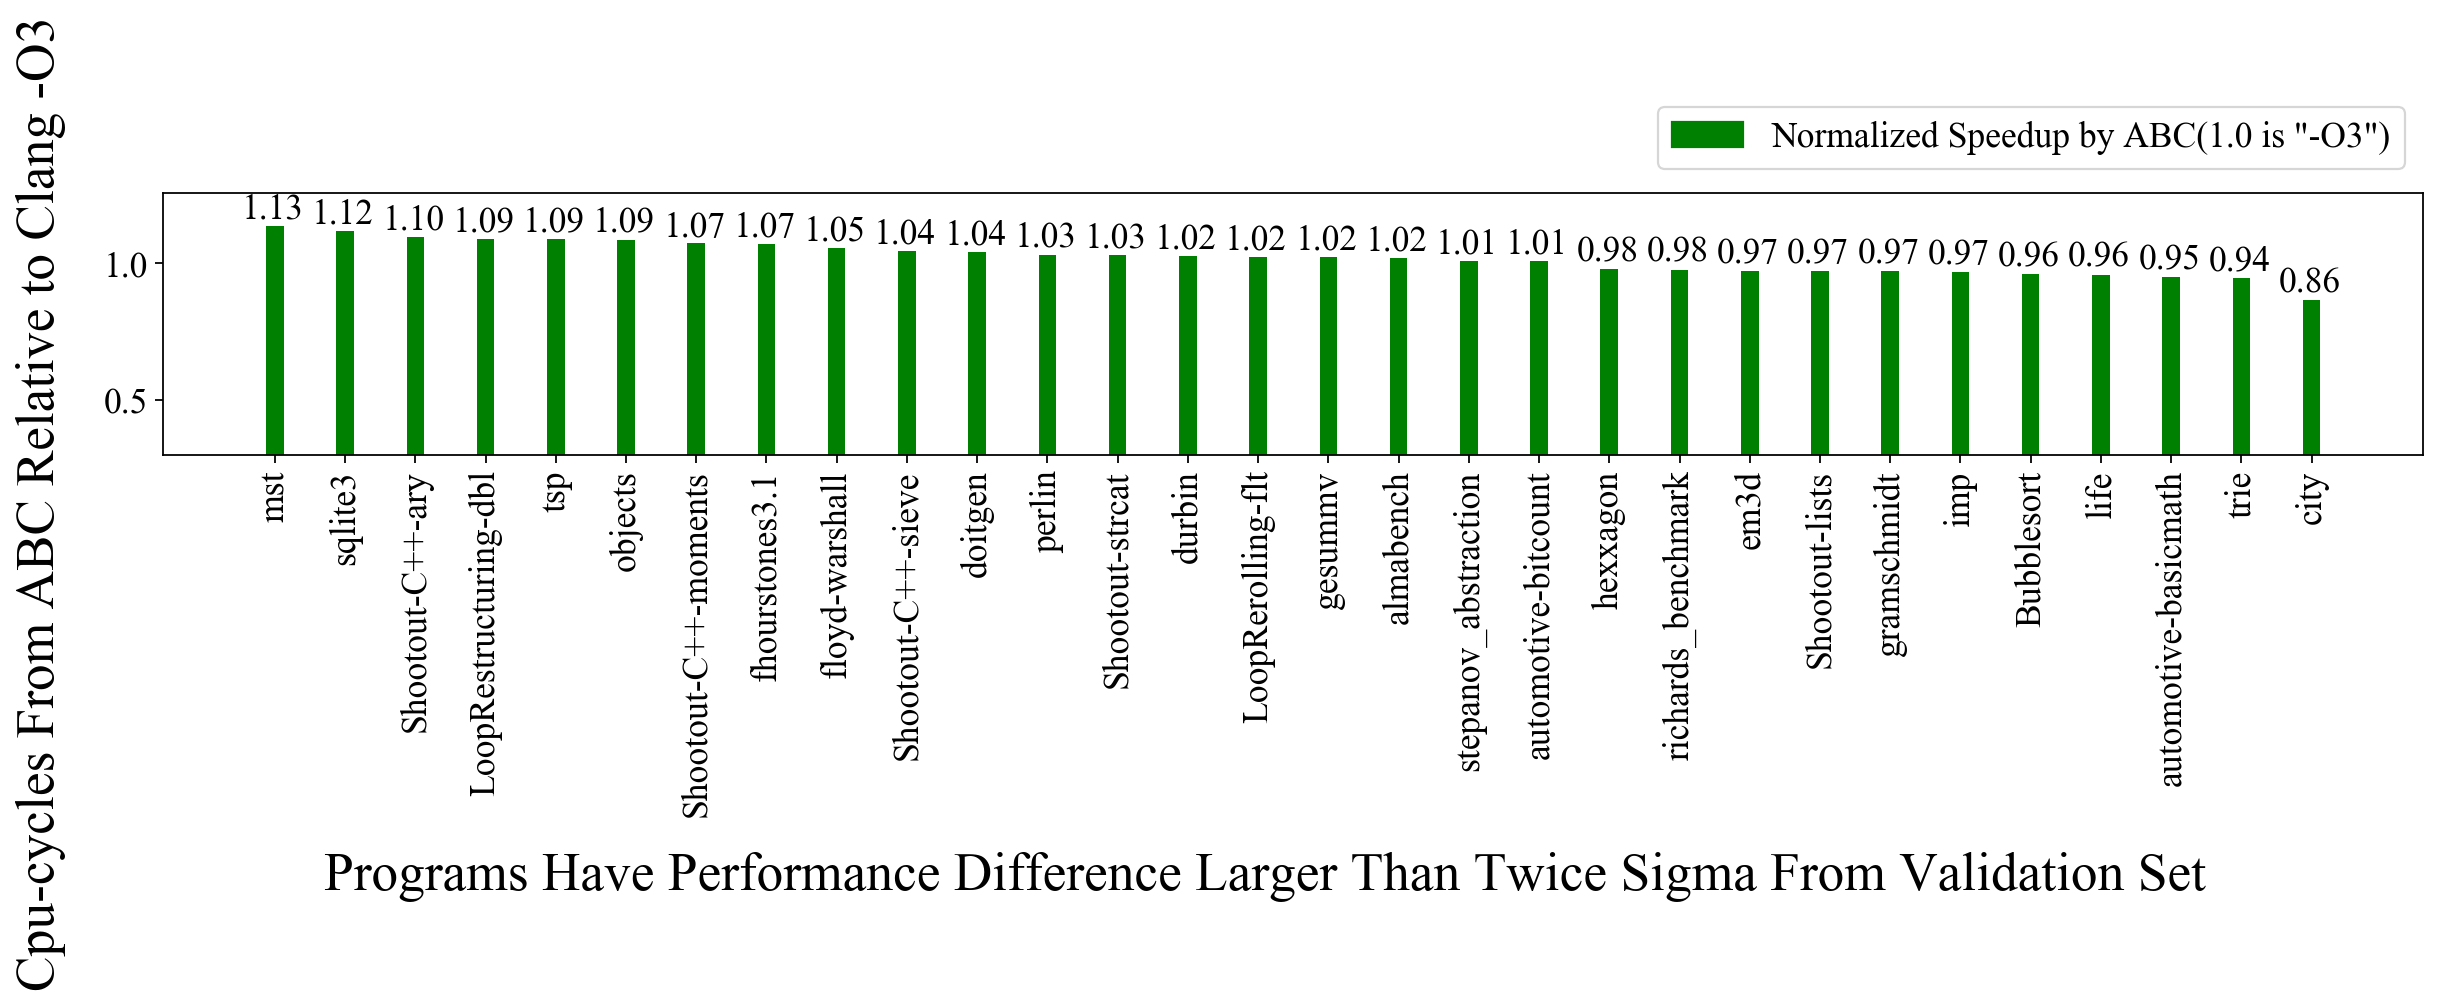 Cpu-cycles From ABC Relative to Clang -O3
Normalized Speedup by ABC(1.0 is "-O3")
1.13 1.12 1.10 1.09 1.09 1.09 1.07 1.07 1.05 1.04 1.04 1.03 1.03 1.02 1.02 1.02 1.02 1.01 1.01 0.98 0.98 0.97 0.97 0.97 0.97 0.96 0.96 0.95 0.94 0.86
1.0
0.5
mst
sqlite3
Shootout-C++-ary
LoopRestructuring-dbl
tsp
objects
Shootout-C++-moments
fhourstones3.1
floyd-warshall
Shootout-C++-sieve
doitgen
perlin
Shootout-strcat
durbin
LoopRerolling-flt
gesummv
almabench
stepanov_abstraction
automotive-bitcount
hexxagon
richards_benchmark
em3d
Shootout-lists
gramschmidt
imp
Bubblesort
life
automotive-basicmath
trie
city
Programs Have Performance Difference Larger Than Twice Sigma From Validation Set